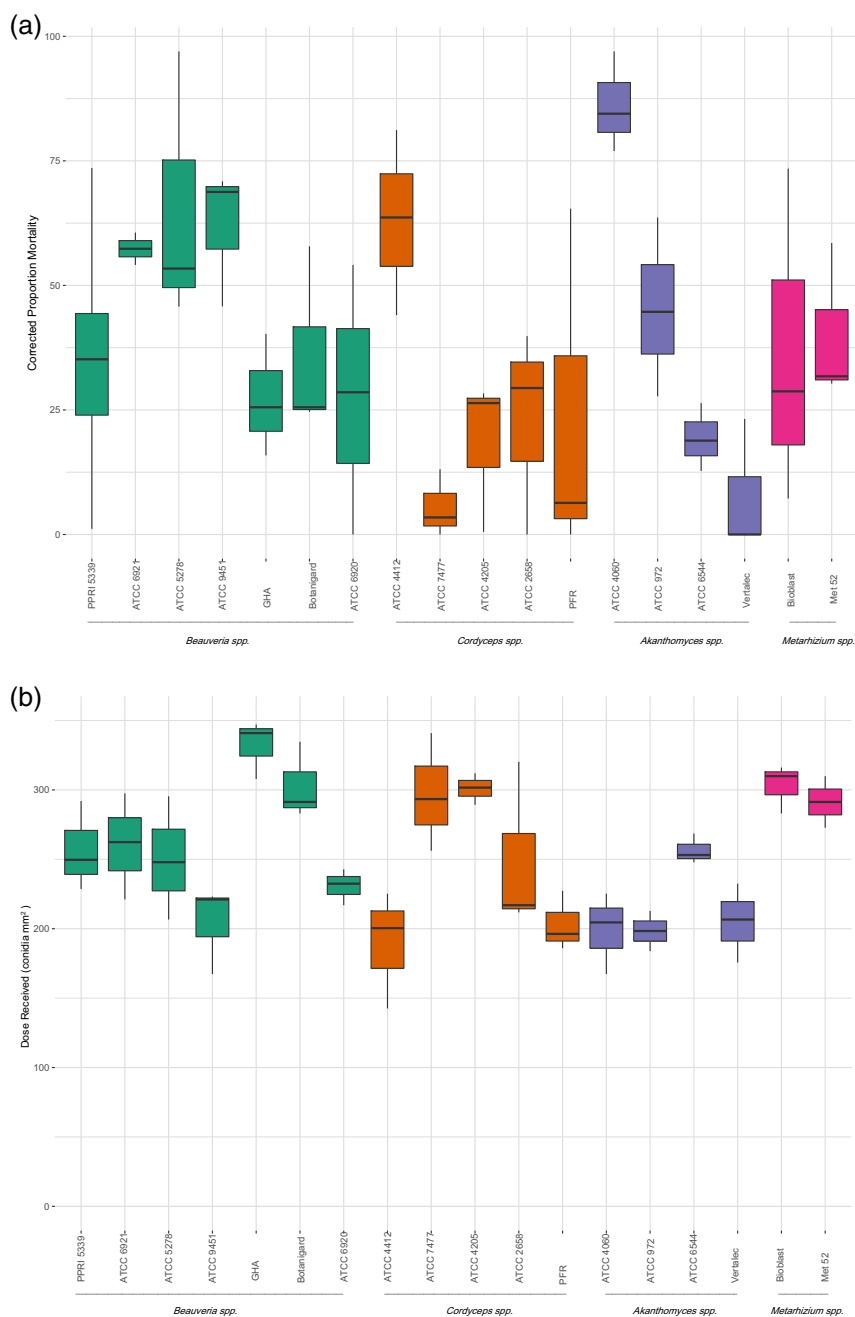 (a)
100
75
50
25
0
Corrected Proportion Mortality
PPRI 5339
ATCC 6921
ATCC 5278
ATCC 9451
GHA
Botanigard
ATCC 6920
ATCC 4412
ATCC 7477
ATCC 4205
ATCC 2658
PFR
ATCC 4060
ATCC 972
ATCC 6544
Vertalec
Bioblast
Met 52
Beauveria spp.
Cordyceps spp.
Akanthomyces spp.
Metarhizium spp.
(b)
300
200
100
0
Dose Received (conidia mm²)
PPRI 5339
ATCC 6921
ATCC 5278
ATCC 9451
GHA
Botanigard
ATCC 6920
ATCC 4412
ATCC 7477
ATCC 4205
ATCC 2658
PFR
ATCC 4060
ATCC 972
ATCC 6544
Vertalec
Bioblast
Met 52
Beauveria spp.
Cordyceps spp.
Akanthomyces spp.
Metarhizium spp.